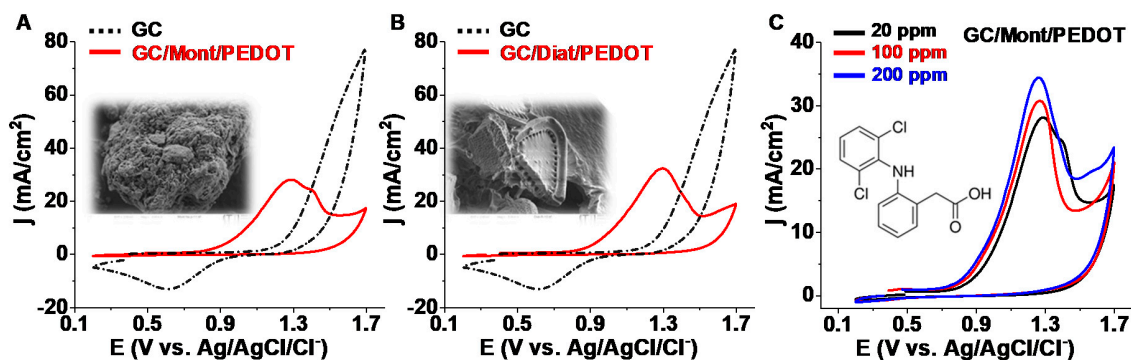 A
80
60
40
20
0
-20
J (mA/cm²)
GC
GC/Mont/PEDOT
0.1 0.5 0.9 1.3 1.7
E (V vs. Ag/AgCl/Cl⁻)
B
80
60
40
20
0
-20
J (mA/cm²)
GC
GC/Diat/PEDOT
0.1 0.5 0.9 1.3 1.7
E (V vs. Ag/AgCl/Cl⁻)
C
40
30
20
10
0
J (mA/cm²)
20 ppm
100 ppm
200 ppm
GC/Mont/PEDOT
Cl
NH
Cl
OH
O
0.1 0.5 0.9 1.3 1.7
E (V vs. Ag/AgCl/Cl⁻)